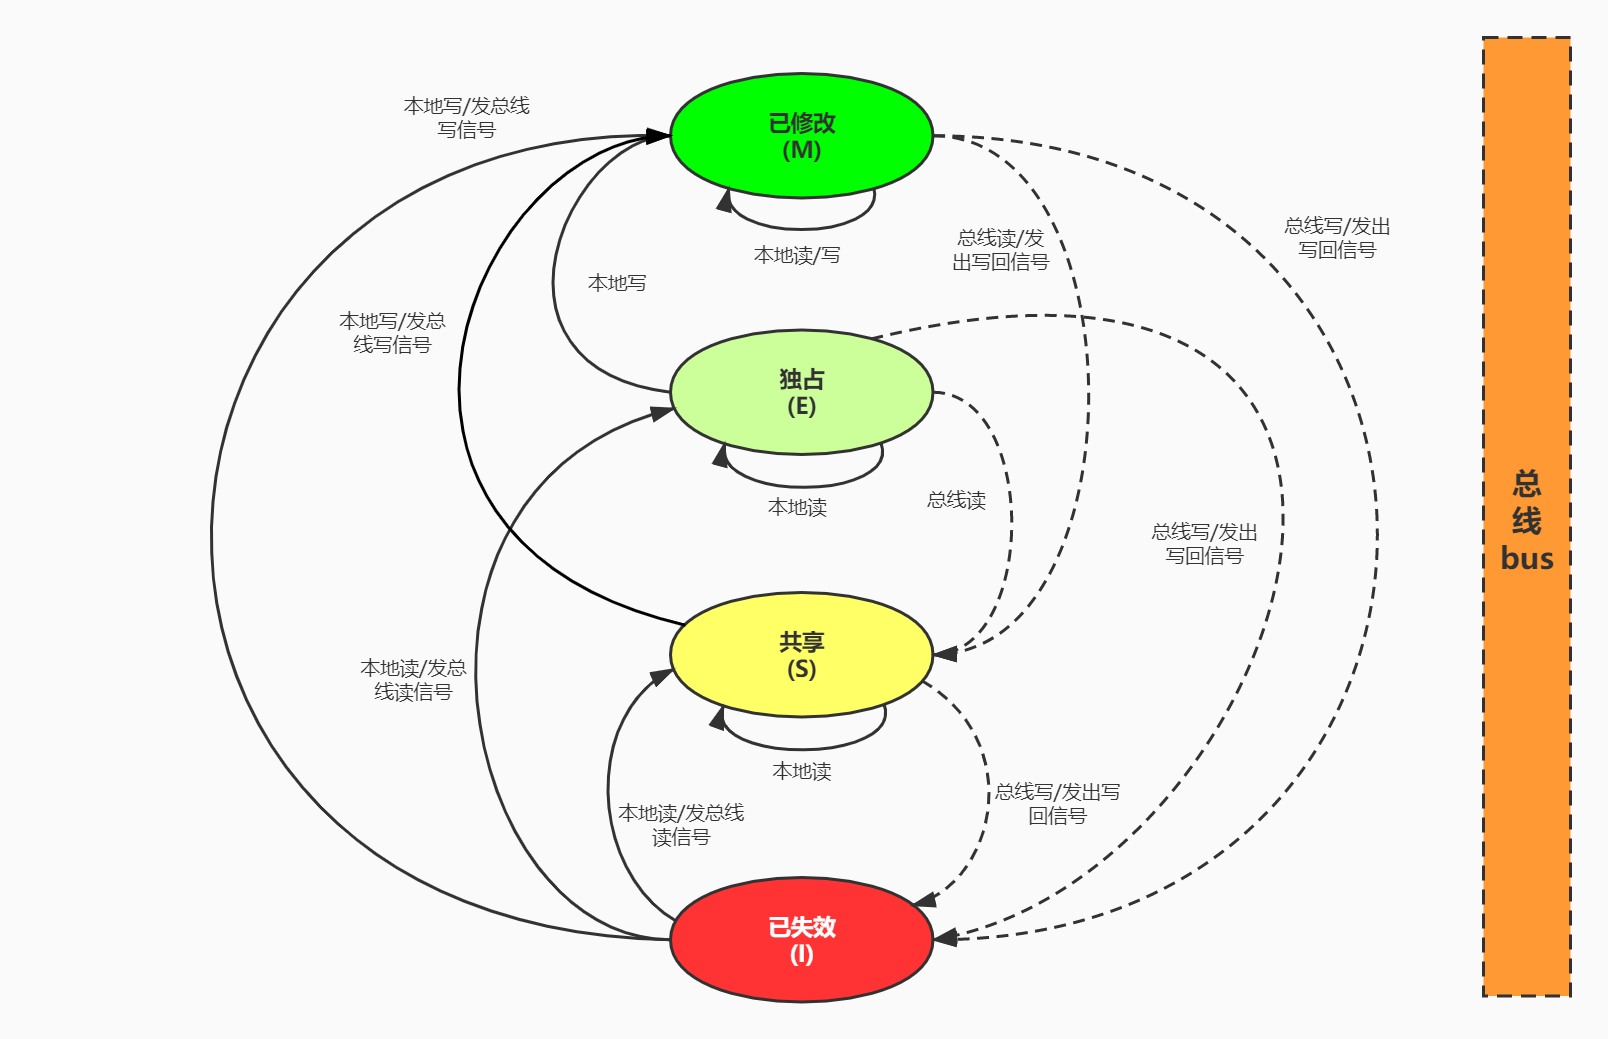 本地写/发总线
写信号
已修改
(M)
本地读/写
总线读/发
出写回信号
总线写/发出
写回信号
本地写
本地写/发总
线写信号
独占
(E)
本地读
总线读
总线写/发出
写回信号
总
线
bus
共享
(S)
本地读/发总
线读信号
本地读
本地读/发总线
读信号
总线写/发出写
回信号
已失效
(I)